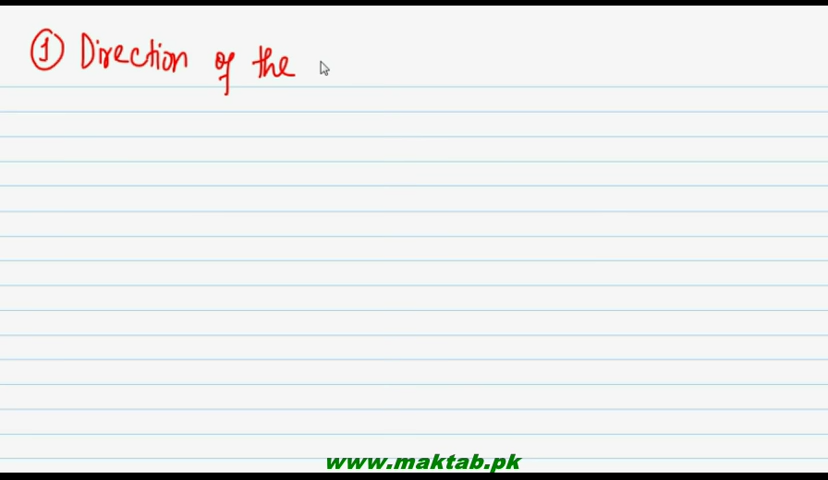 ① Direction of the
www.maktab.pk